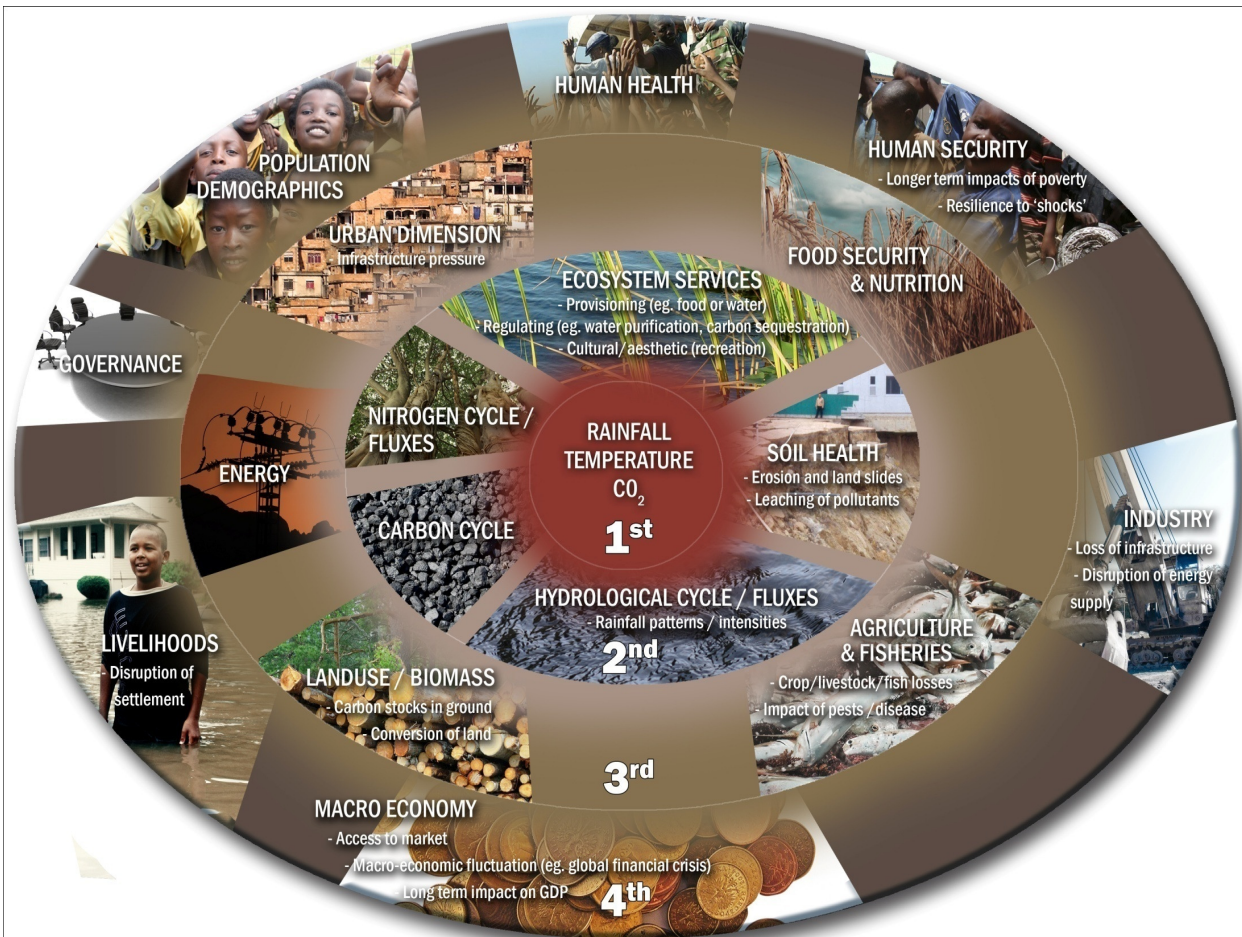 HUMAN HEALTH
POPULATION
DEMOGRAPHICS
HUMAN SECURITY
- Longer term impacts of poverty
- Resilience to ‘shocks’
URBAN DIMENSION
Infrastructure pressure
FOOD SECURITY
& NUTRITION
ECOSYSTEM SERVICES
- Provisioning (eg. food or water)
- Regulating (eg. water purification, carbon sequestration)
- Cultural/aesthetic (recreation)
GOVERNANCE
NITROGEN CYCLE /
FLUXES
RAINFALL
TEMPERATURE
CO₂
1st
SOIL HEALTH
- Erosion and land slides
- Leaching of pollutants
ENERGY
CARBON CYCLE
INDUSTRY
- Loss of infrastructure
- Disruption of energy
supply
HYDROLOGICAL CYCLE / FLUXES
- Rainfall patterns / intensities
2nd
AGRICULTURE
& FISHERIES
- Crop/livestock/fish losses
- Impact of pests /disease
LIVELIHOODS
- Disruption of
settlement
LANDUSE / BIOMASS
- Carbon stocks in ground
- Conversion of land
3rd
MACRO ECONOMY
- Access to market
- Macro-economic fluctuation (eg. global financial crisis)
- Long term impact on GDP
4th